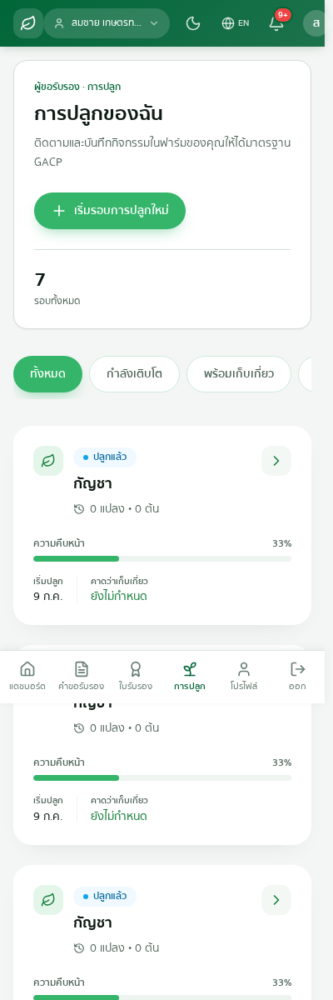 สมชาย เกษตรก...
EN
9+
ส
ผู้ขอรับรอง · การปลูก
การปลูกของฉัน
ติดตามและบันทึกกิจกรรมในฟาร์มของคุณให้ได้มาตรฐาน
GACP
เริ่มรอบการปลูกใหม่
7
รอบทั้งหมด
ทั้งหมด
กำลังเติบโต
พร้อมเก็บเกี่ยว
ปลูกแล้ว
กัญชา
0 แปลง • 0 ต้น
ความคืบหน้า 33%
เริ่มปลูก คาดว่าเก็บเกี่ยว
9 ก.ค. ยังไม่กำหนด
แดชบอร์ด คำขอรับรอง ใบรับรอง การปลูก โปรไฟล์ ออก
กัญชา
0 แปลง • 0 ต้น
ความคืบหน้า 33%
เริ่มปลูก คาดว่าเก็บเกี่ยว
9 ก.ค. ยังไม่กำหนด
ปลูกแล้ว
กัญชา
0 แปลง • 0 ต้น
ความคืบหน้า 33%